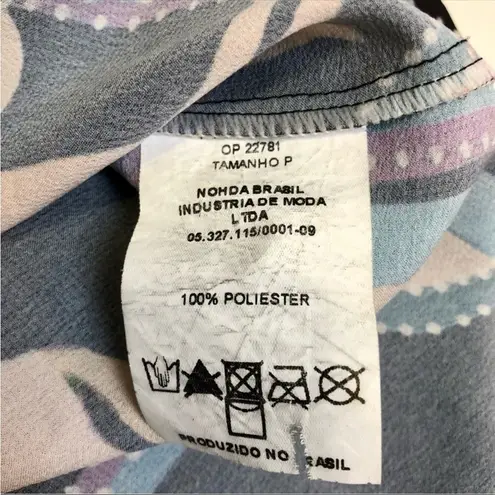 OP 22781
TAMANHO P
NOHDA BRASIL
INDUSTRIA DE MODA
LTDA
05.327.115/0001-09
100% POLIESTER
PRODUZIDO NO BRASIL